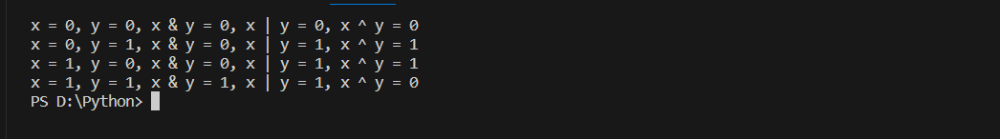 x = 0, y = 0, x & y = 0, x | y = 0, x ^ y = 0
x = 0, y = 1, x & y = 0, x | y = 1, x ^ y = 1
x = 1, y = 0, x & y = 0, x | y = 1, x ^ y = 1
x = 1, y = 1, x & y = 1, x | y = 1, x ^ y = 0
PS D:\Python>